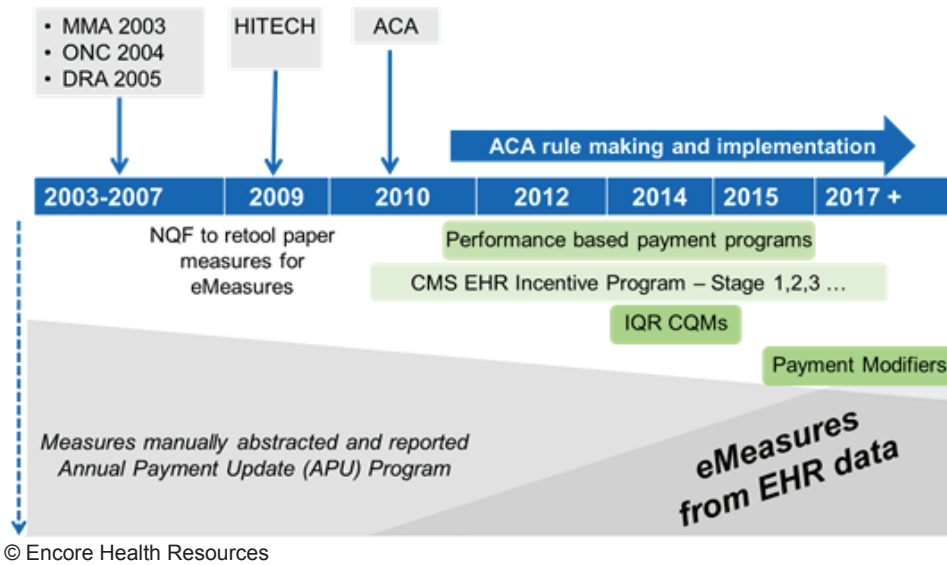 • MMA 2003
• ONC 2004
• DRA 2005
HITECH
ACA
ACA rule making and implementation
2003-2007
2009
2010
2012
2014
2015
2017 +
NQF to retool paper
measures for
eMeasures
Performance based payment programs
CMS EHR Incentive Program – Stage 1,2,3 ...
IQR CQMs
Payment Modifiers
Measures manually abstracted and reported
Annual Payment Update (APU) Program
eMeasures
from EHR data
© Encore Health Resources